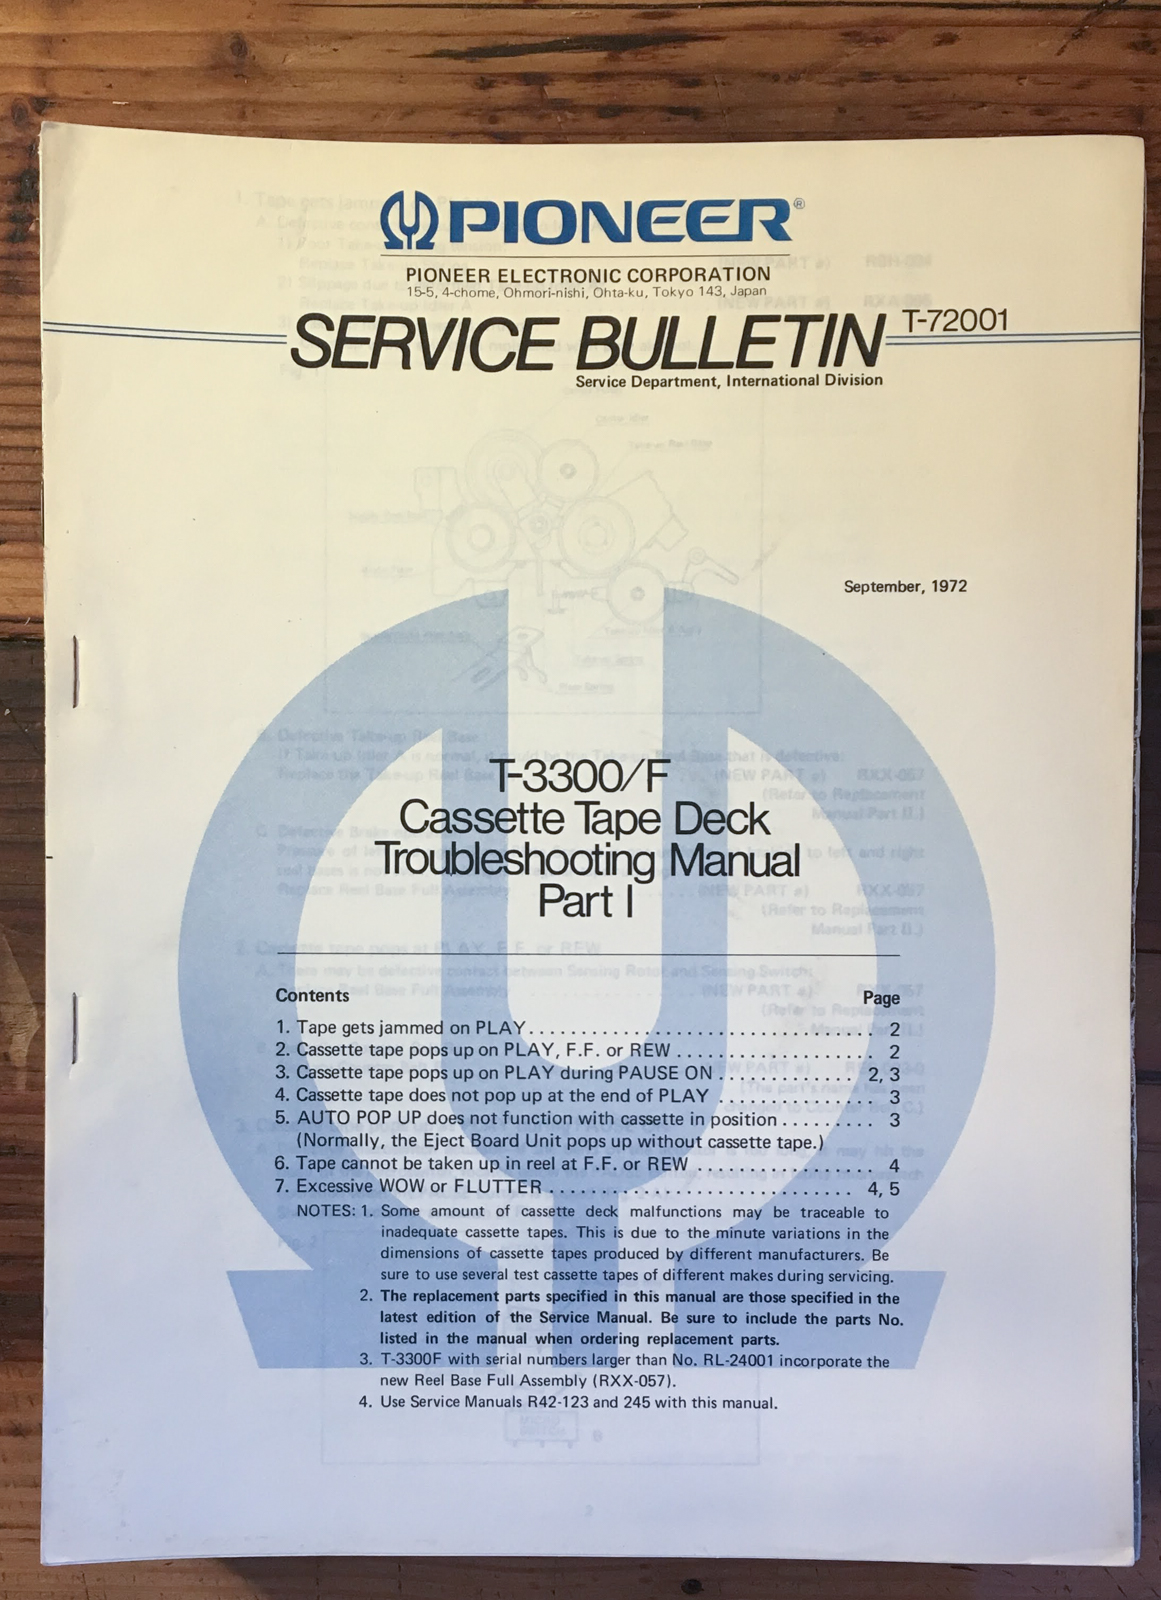 PIONEER®
PIONEER ELECTRONIC CORPORATION
15-5, 4-chome, Ohmori-nishi, Ohta-ku, Tokyo 143, Japan
SERVICE BULLETIN T-72001
Service Department, International Division
September, 1972
T-3300/F
Cassette Tape Deck
Troubleshooting Manual
Part I
Contents Page
1. Tape gets jammed on PLAY . . . . . . . . . . . . . . . . . . . . . . . . . . . . . . 2
2. Cassette tape pops up on PLAY, F.F. or REW . . . . . . . . . . . . . . . . . . . 2
3. Cassette tape pops up on PLAY during PAUSE ON . . . . . . . . . . . . . 2, 3
4. Cassette tape does not pop up at the end of PLAY . . . . . . . . . . . . . . . 3
5. AUTO POP UP does not function with cassette in position . . . . . . . . . 3
(Normally, the Eject Board Unit pops up without cassette tape.)
6. Tape cannot be taken up in reel at F.F. or REW . . . . . . . . . . . . . . . . . 4
7. Excessive WOW or FLUTTER . . . . . . . . . . . . . . . . . . . . . . . . . . . . . 4, 5
NOTES: 1. Some amount of cassette deck malfunctions may be traceable to
inadequate cassette tapes. This is due to the minute variations in the
dimensions of cassette tapes produced by different manufacturers. Be
sure to use several test cassette tapes of different makes during servicing.
2. The replacement parts specified in this manual are those specified in the
latest edition of the Service Manual. Be sure to include the parts No.
listed in the manual when ordering replacement parts.
3. T-3300F with serial numbers larger than No. RL-24001 incorporate the
new Reel Base Full Assembly (RXX-057).
4. Use Service Manuals R42-123 and 245 with this manual.